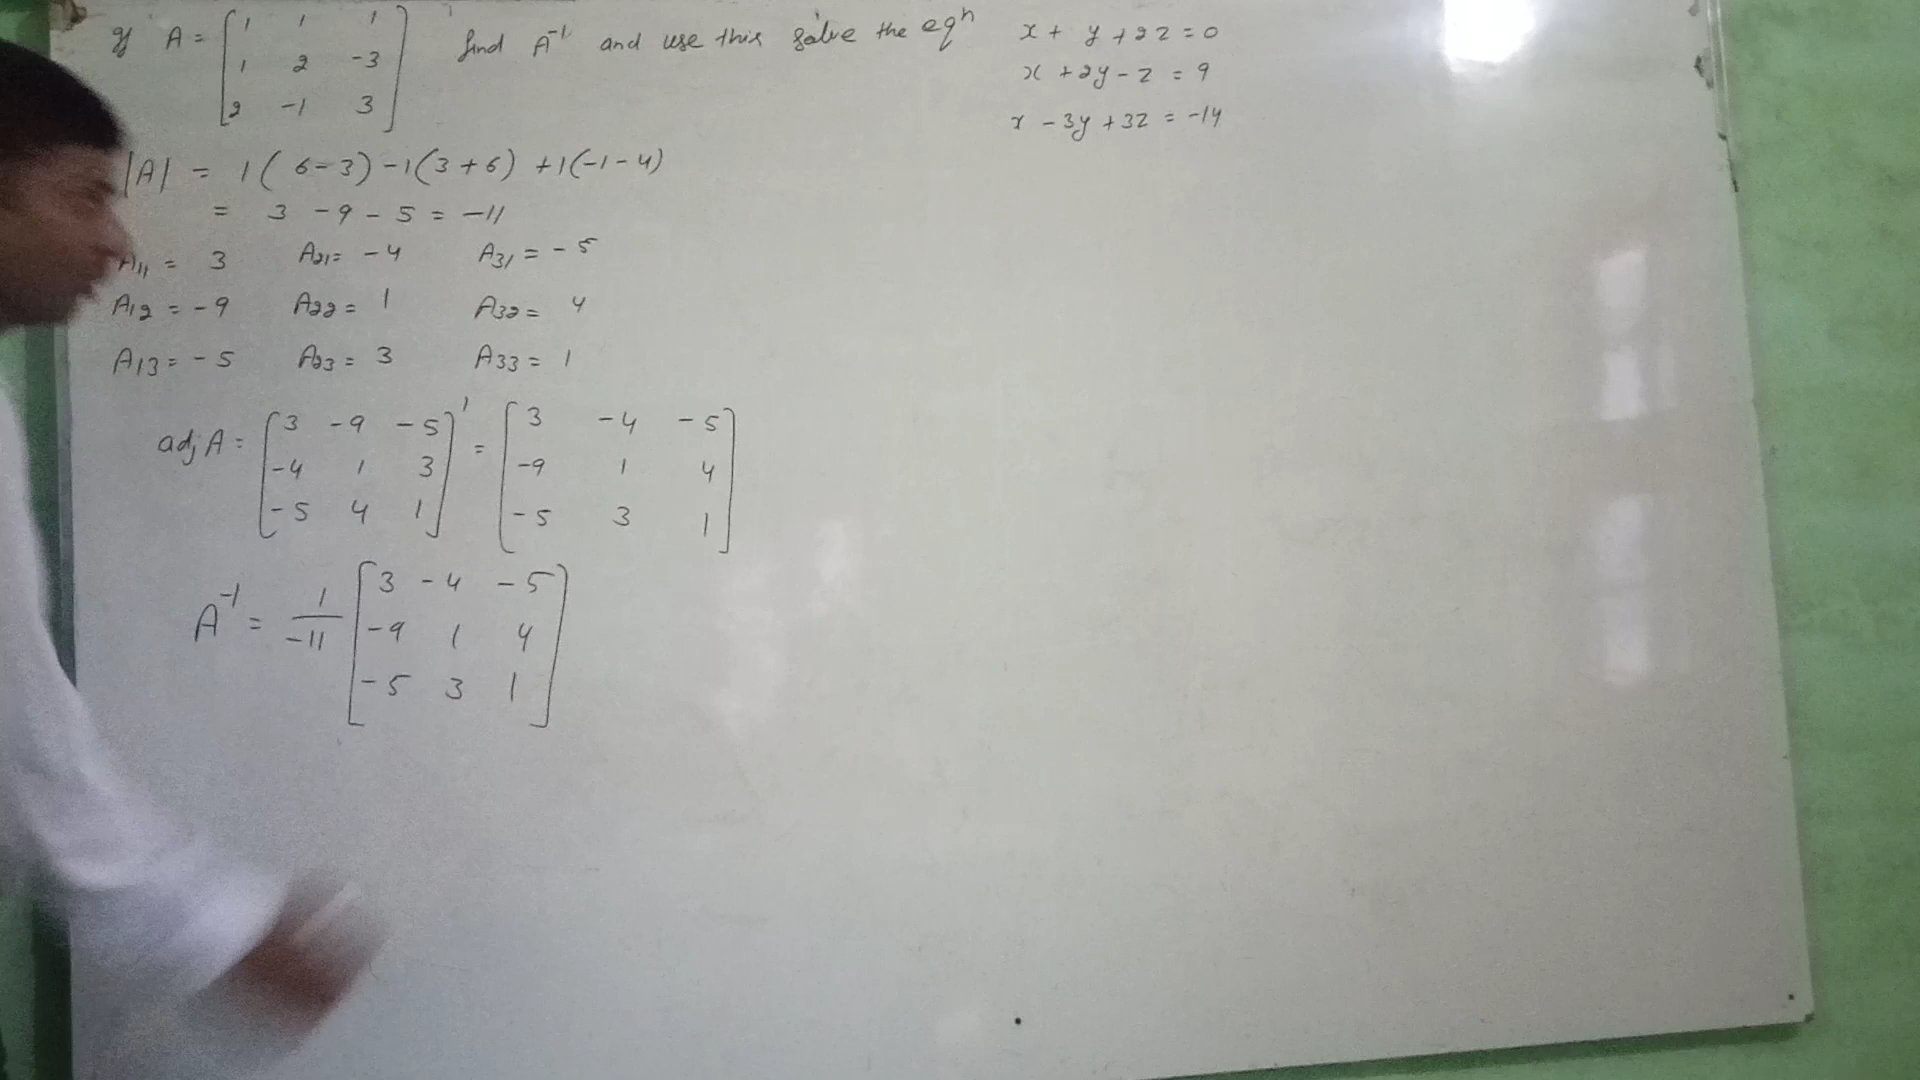 If A = [1 1 1 find A⁻¹ and use this solve the eqⁿ x + y + 2z = 0
1 2 -3 x + 2y - z = 9
2 -1 3] x - 3y + 3z = -14
|A| = 1(6-3) -1(3+6) +1(-1-4)
= 3 - 9 - 5 = -11
A11 = 3 A21 = -4 A31 = -5
A12 = -9 A22 = 1 A32 = 4
A13 = -5 A23 = 3 A33 = 1
adj A = [3 -9 -5 ]' = [3 -4 -5
-4 1 3 -9 1 4
-5 4 1] -5 3 1]
A⁻¹ = 1/-11 [3 -4 -5
-9 1 4
-5 3 1]